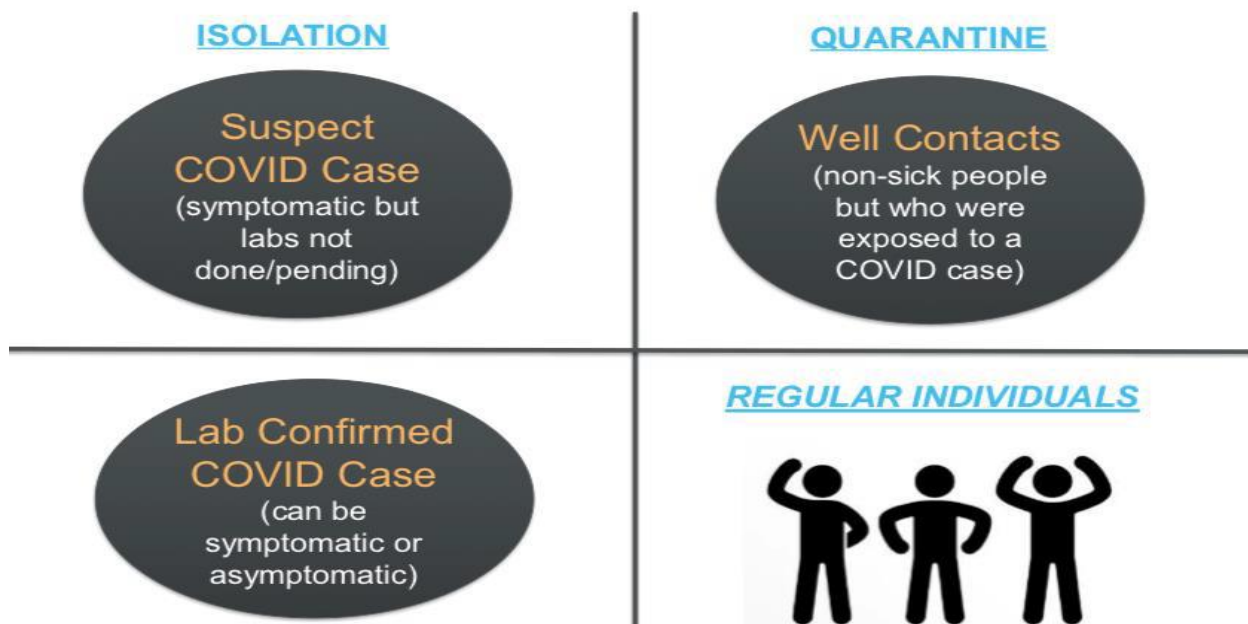 ISOLATION
Suspect
COVID Case
(symptomatic but
labs not
done/pending)
QUARANTINE
Well Contacts
(non-sick people
but who were
exposed to a
COVID case)
Lab Confirmed
COVID Case
(can be
symptomatic or
asymptomatic)
REGULAR INDIVIDUALS